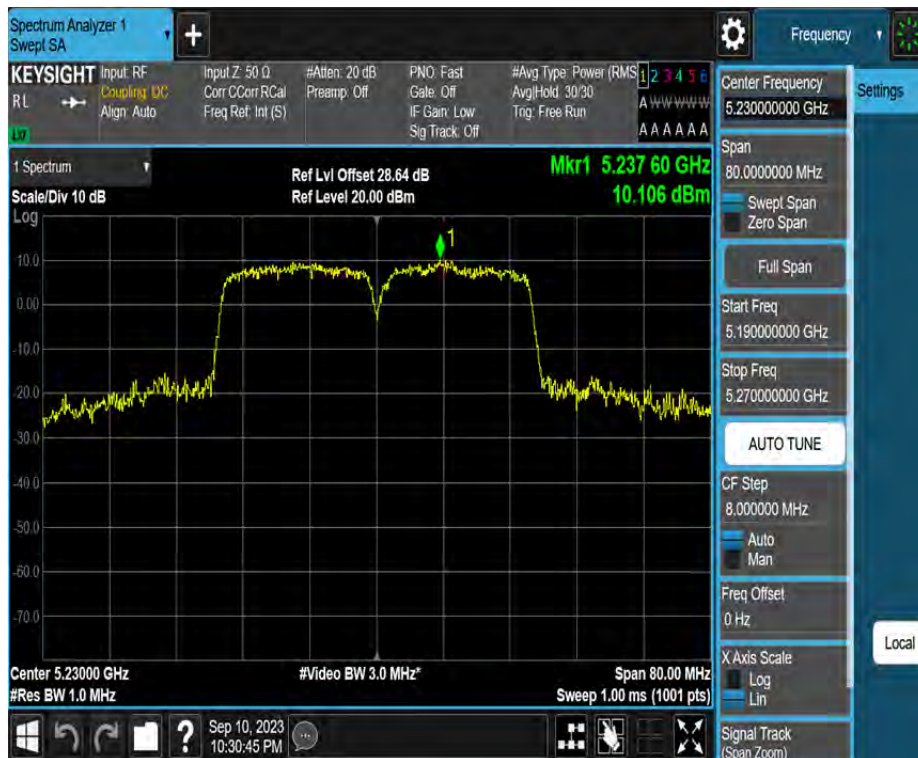 Spectrum Analyzer 1
Swept SA
+
Frequency
KEYSIGHT
RL
LXI
Input: RF
Coupling: DC
Align: Auto
Input Z: 50 Ω
Corr CCorr RCal
Freq Ref: Int (S)
#Atten: 20 dB
Preamp: Off
PNO: Fast
Gate: Off
IF Gain: Low
Sig Track: Off
#Avg Type: Power (RMS
Avg|Hold: 30/30
Trig: Free Run
1 2 3 4 5 6
A W W W W W
A A A A A A
Center Frequency
5.230000000 GHz
Settings
1 Spectrum
Scale/Div 10 dB
Log
Ref Lvl Offset 28.64 dB
Ref Level 20.00 dBm
Mkr1 5.237 60 GHz
10.106 dBm
1
10.0
0.00
-10.0
-20.0
-30.0
-40.0
-50.0
-60.0
-70.0
Span
80.0000000 MHz
Swept Span
Zero Span
Full Span
Start Freq
5.190000000 GHz
Stop Freq
5.270000000 GHz
AUTO TUNE
CF Step
8.000000 MHz
Auto
Man
Freq Offset
0 Hz
X Axis Scale
Log
Lin
Signal Track
(Span Zoom)
Local
Center 5.23000 GHz
#Res BW 1.0 MHz
#Video BW 3.0 MHz*
Span 80.00 MHz
Sweep 1.00 ms (1001 pts)
?
Sep 10, 2023
10:30:45 PM